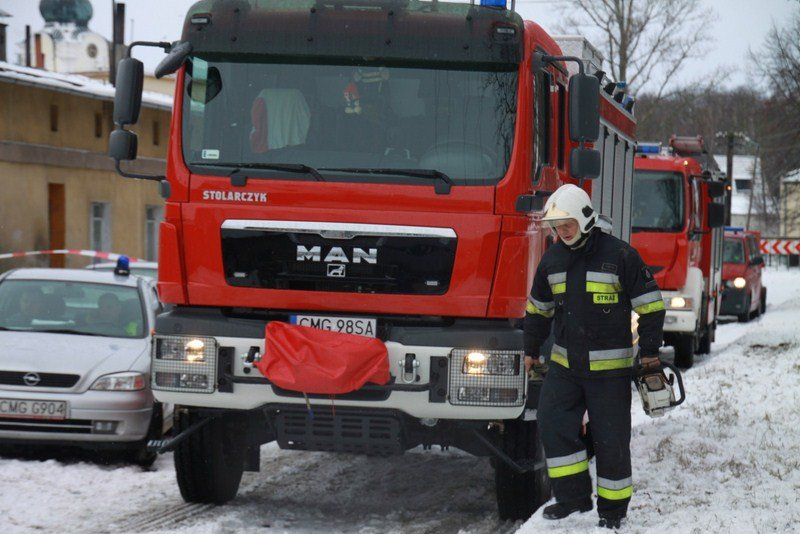 STOLARCZYK
MAN
CMG 98SA
STRAŻ
CMG G904